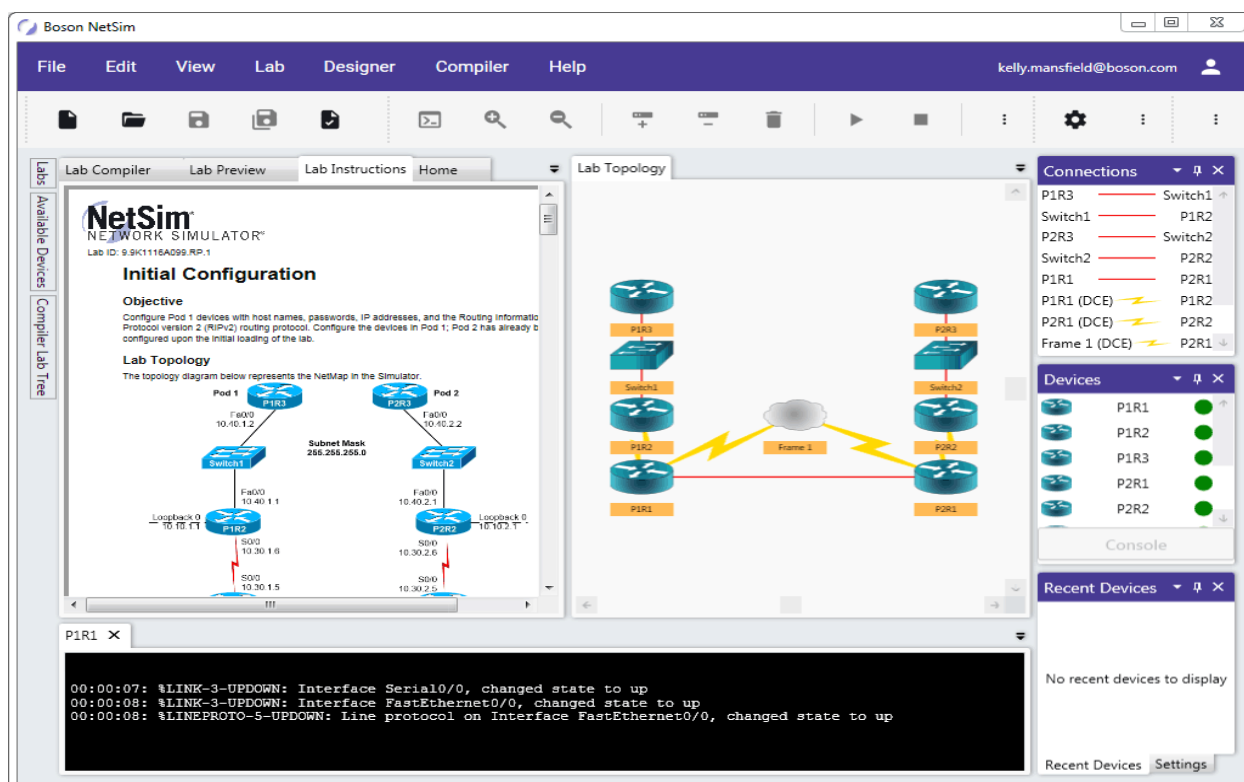 Boson NetSim
File Edit View Lab Designer Compiler Help
kelly.mansfield@boson.com
Labs
Available Devices
Compiler Lab Tree
Lab Compiler Lab Preview Lab Instructions Home
NetSim
NETWORK SIMULATOR®
Lab ID: 9.9K1116A099.RP.1
Initial Configuration
Objective
Configure Pod 1 devices with host names, passwords, IP addresses, and the Routing Informatio
Protocol version 2 (RIPv2) routing protocol. Configure the devices in Pod 1; Pod 2 has already b
configured upon the initial loading of the lab.
Lab Topology
The topology diagram below represents the NetMap in the Simulator.
Pod 1 Pod 2
P1R3 P2R3
Fa0/0 Fa0/0
10.40.1.2 10.40.2.2
Subnet Mask
255.255.255.0
Switch1 Switch2
Fa0/0 Fa0/0
10.40.1.1 10.40.2.1
Loopback 0 Loopback 0
10.10.1.1 10.10.2.1
P1R2 P2R2
S0/0 S0/0
10.30.1.6 10.30.2.6
S0/0 S0/0
10.30.1.5 10.30.2.5
Lab Topology
P1R3 P2R3
Switch1 Switch2
P1R2 Frame 1 P2R2
P1R1 P2R1
Connections
P1R3 Switch1
Switch1 P1R2
P2R3 Switch2
Switch2 P2R2
P1R1 P2R1
P1R1 (DCE) P1R2
P2R1 (DCE) P2R2
Frame 1 (DCE) P2R1
Devices
P1R1
P1R2
P1R3
P2R1
P2R2
Console
Recent Devices
No recent devices to display
Recent Devices Settings
P1R1
00:00:07: %LINK-3-UPDOWN: Interface Serial0/0, changed state to up
00:00:08: %LINK-3-UPDOWN: Interface FastEthernet0/0, changed state to up
00:00:08: %LINEPROTO-5-UPDOWN: Line protocol on Interface FastEthernet0/0, changed state to up